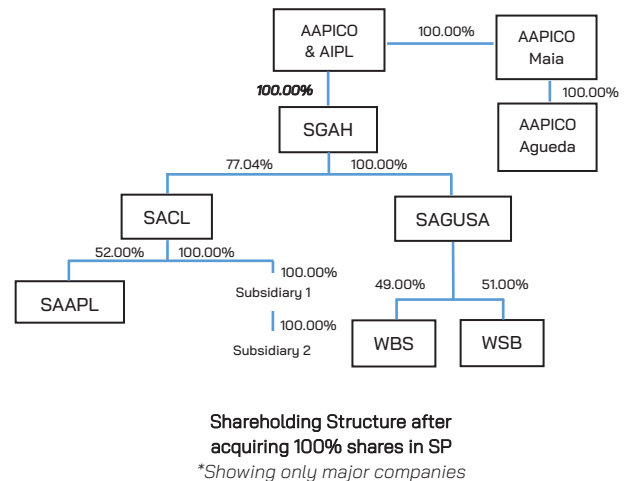 AAPICO
& AIPL
100.00%
AAPICO
Maia
100.00%
100.00%
AAPICO
Agueda
SGAH
77.04%
100.00%
SACL
SAGUSA
52.00%
100.00%
SAAPL
100.00%
Subsidiary 1
100.00%
Subsidiary 2
49.00%
51.00%
WBS
WSB
Shareholding Structure after
acquiring 100% shares in SP
*Showing only major companies